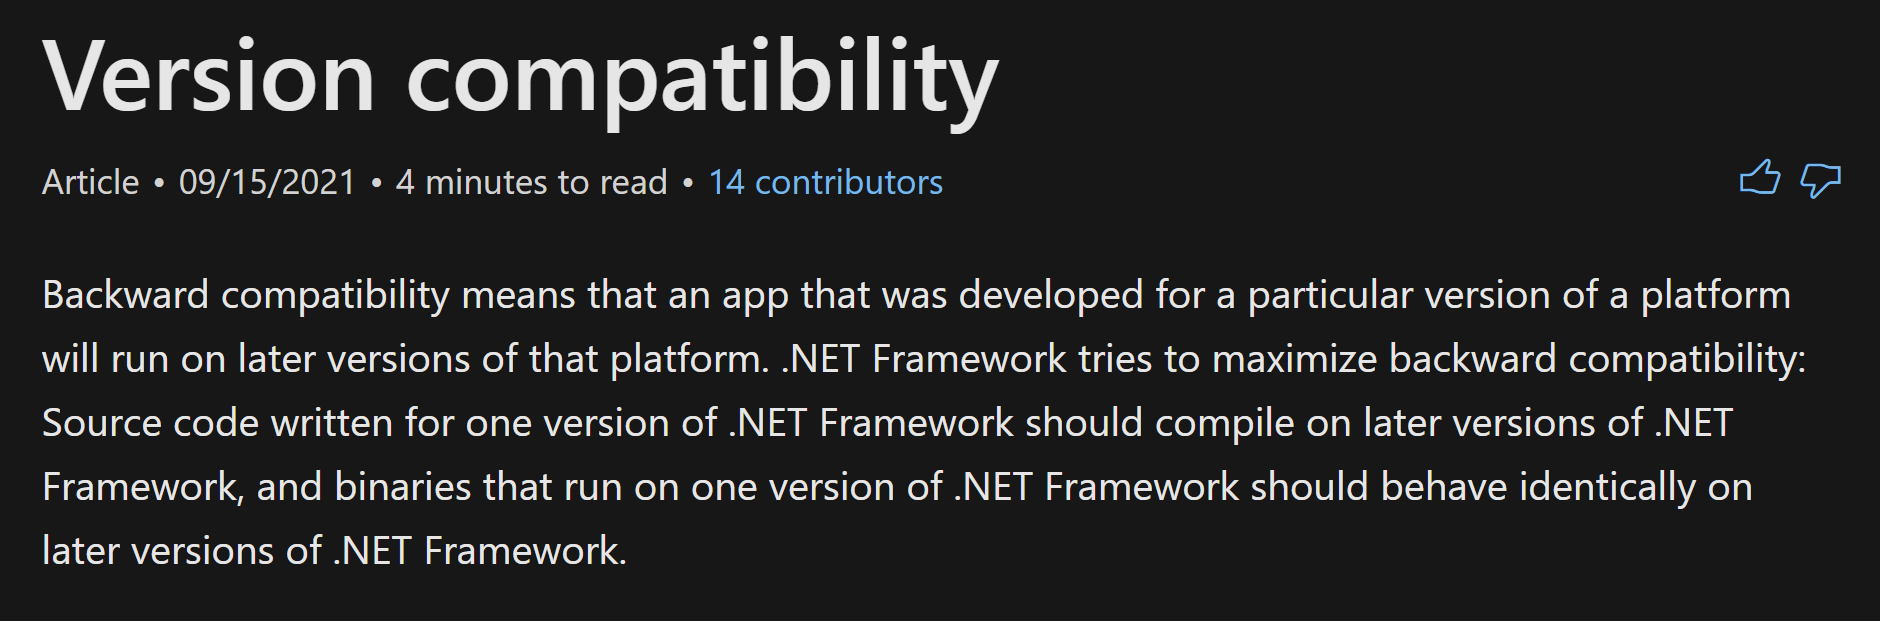 Version compatibility
Article • 09/15/2021 • 4 minutes to read • 14 contributors
Backward compatibility means that an app that was developed for a particular version of a platform
will run on later versions of that platform. .NET Framework tries to maximize backward compatibility:
Source code written for one version of .NET Framework should compile on later versions of .NET
Framework, and binaries that run on one version of .NET Framework should behave identically on
later versions of .NET Framework.